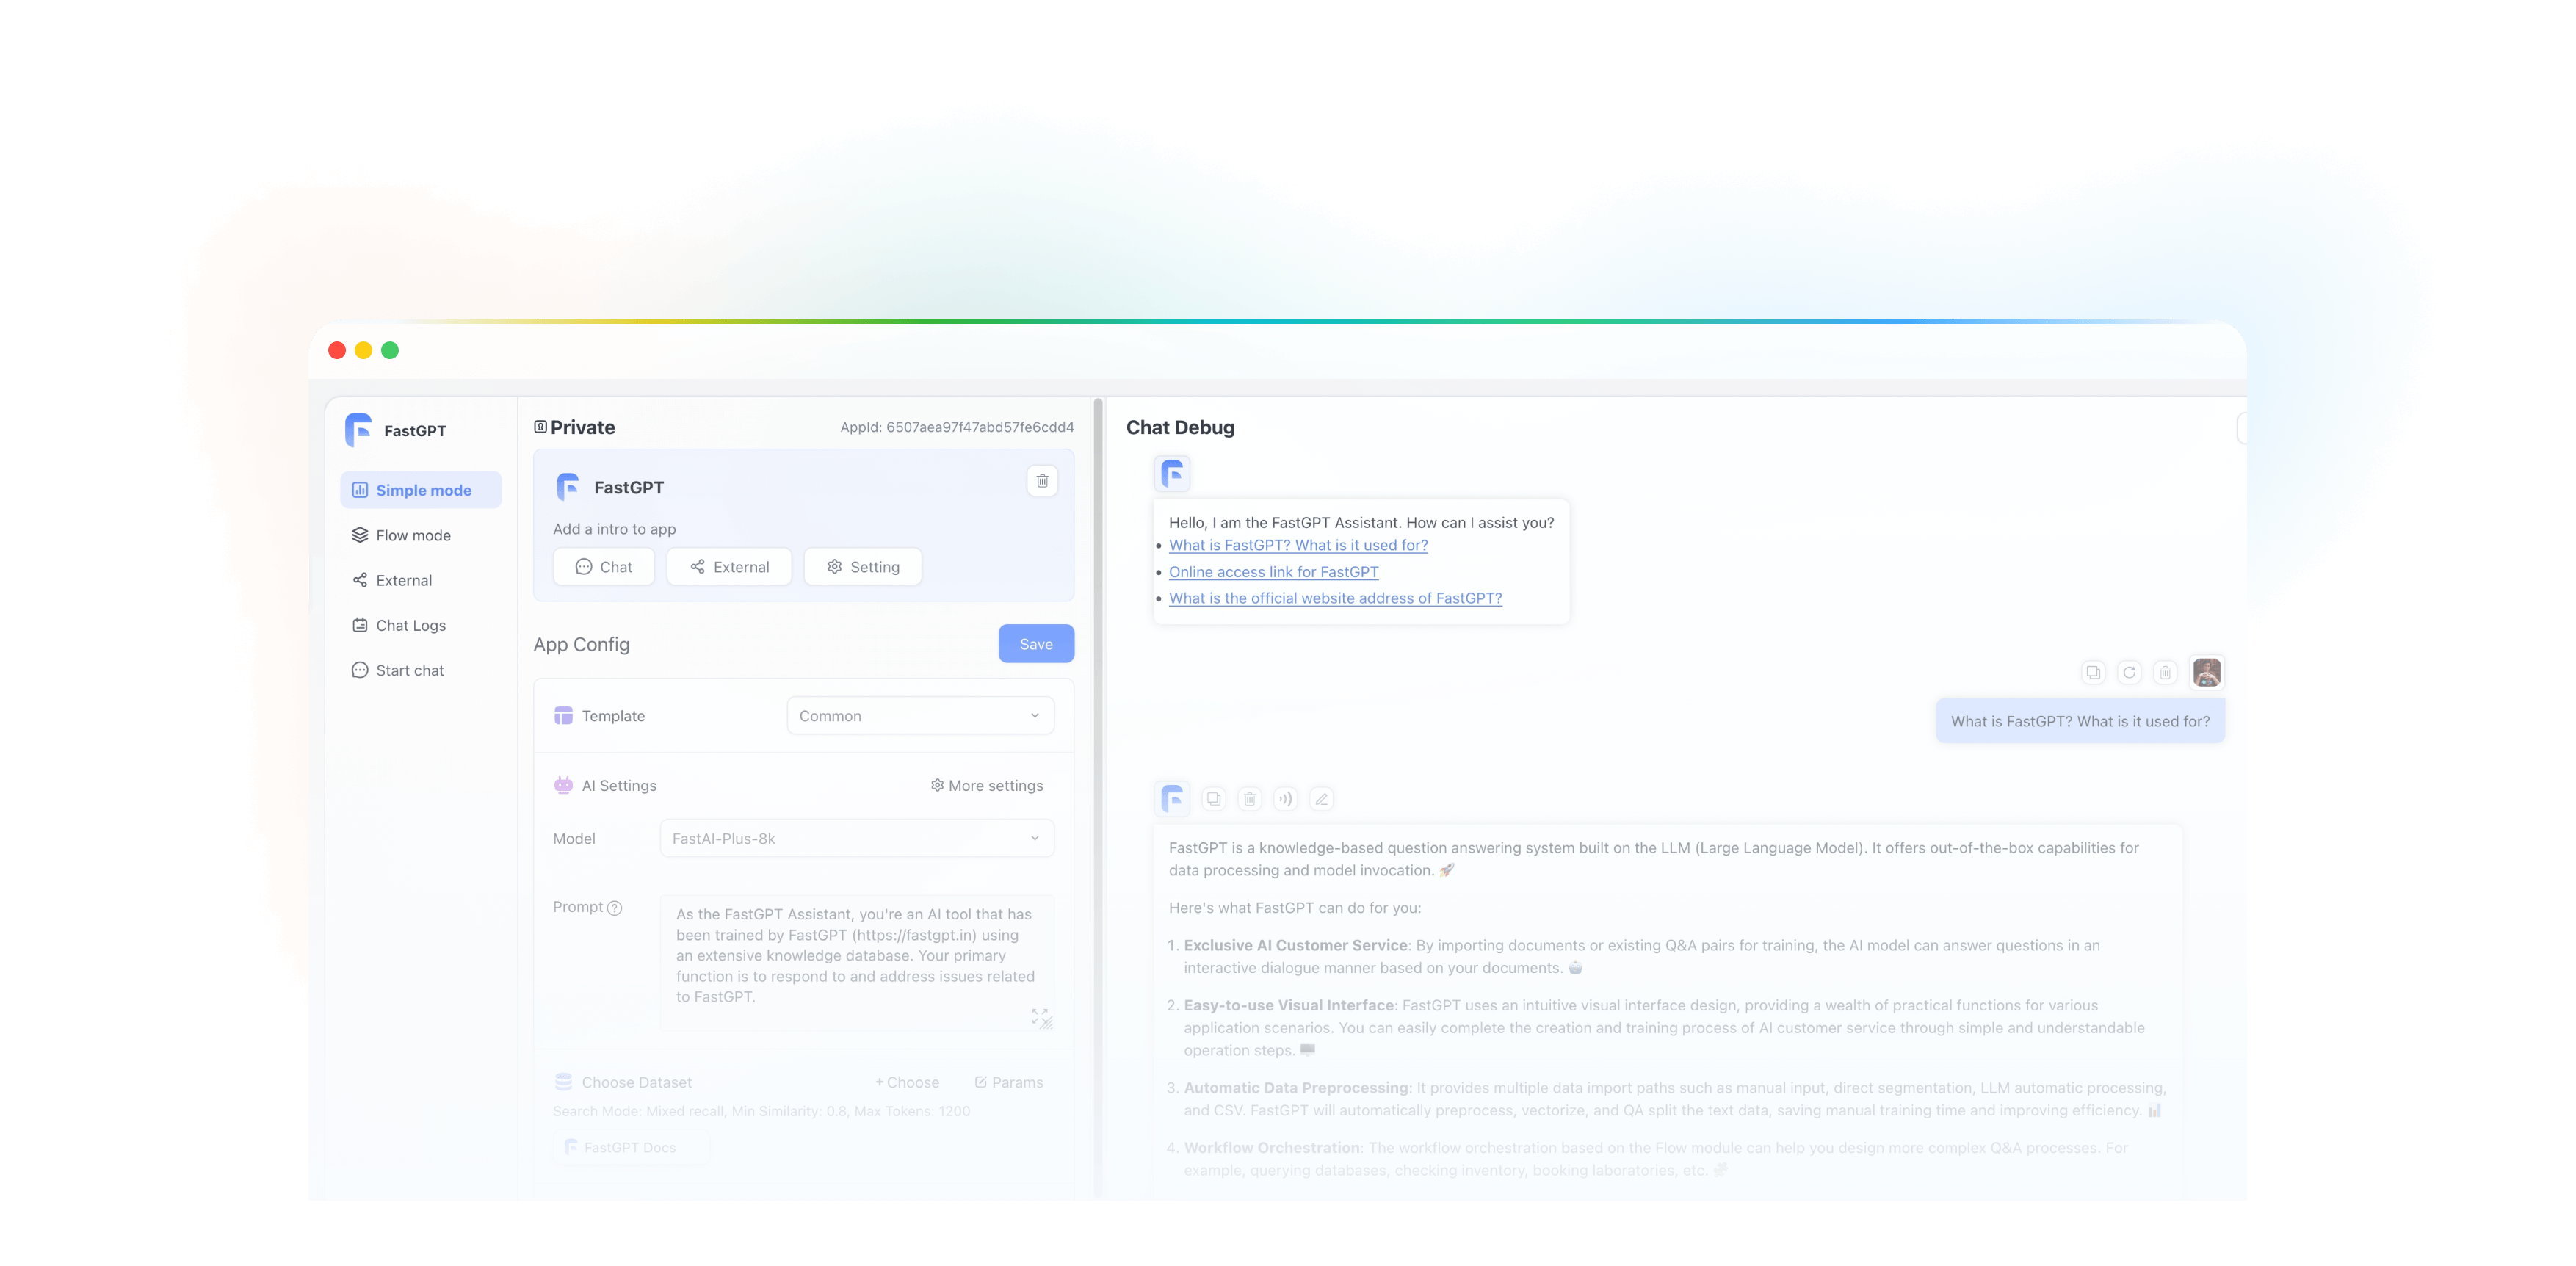 FastGPT
Simple mode
Flow mode
External
Chat Logs
Start chat
Private
AppId: 6507aea97f47abd57fe6cdd4
FastGPT
Add a intro to app
Chat
External
Setting
App Config
Save
Template
Common
AI Settings
More settings
Model
FastAI-Plus-8k
Prompt
As the FastGPT Assistant, you're an AI tool that has
been trained by FastGPT (https://fastgpt.in) using
an extensive knowledge database. Your primary
function is to respond to and address issues related
to FastGPT.
Choose Dataset
+ Choose
Params
Search Mode: Mixed recall, Min Similarity: 0.8, Max Tokens: 1200
FastGPT Docs
Chat Debug
Hello, I am the FastGPT Assistant. How can I assist you?
• What is FastGPT? What is it used for?
• Online access link for FastGPT
• What is the official website address of FastGPT?
What is FastGPT? What is it used for?
FastGPT is a knowledge-based question answering system built on the LLM (Large Language Model). It offers out-of-the-box capabilities for
data processing and model invocation. 🚀
Here's what FastGPT can do for you:
1. Exclusive AI Customer Service: By importing documents or existing Q&A pairs for training, the AI model can answer questions in an
interactive dialogue manner based on your documents.
2. Easy-to-use Visual Interface: FastGPT uses an intuitive visual interface design, providing a wealth of practical functions for various
application scenarios. You can easily complete the creation and training process of AI customer service through simple and understandable
operation steps.
3. Automatic Data Preprocessing: It provides multiple data import paths such as manual input, direct segmentation, LLM automatic processing,
and CSV. FastGPT will automatically preprocess, vectorize, and QA split the text data, saving manual training time and improving efficiency.
4. Workflow Orchestration: The workflow orchestration based on the Flow module can help you design more complex Q&A processes. For
example, querying databases, checking inventory, booking laboratories, etc.